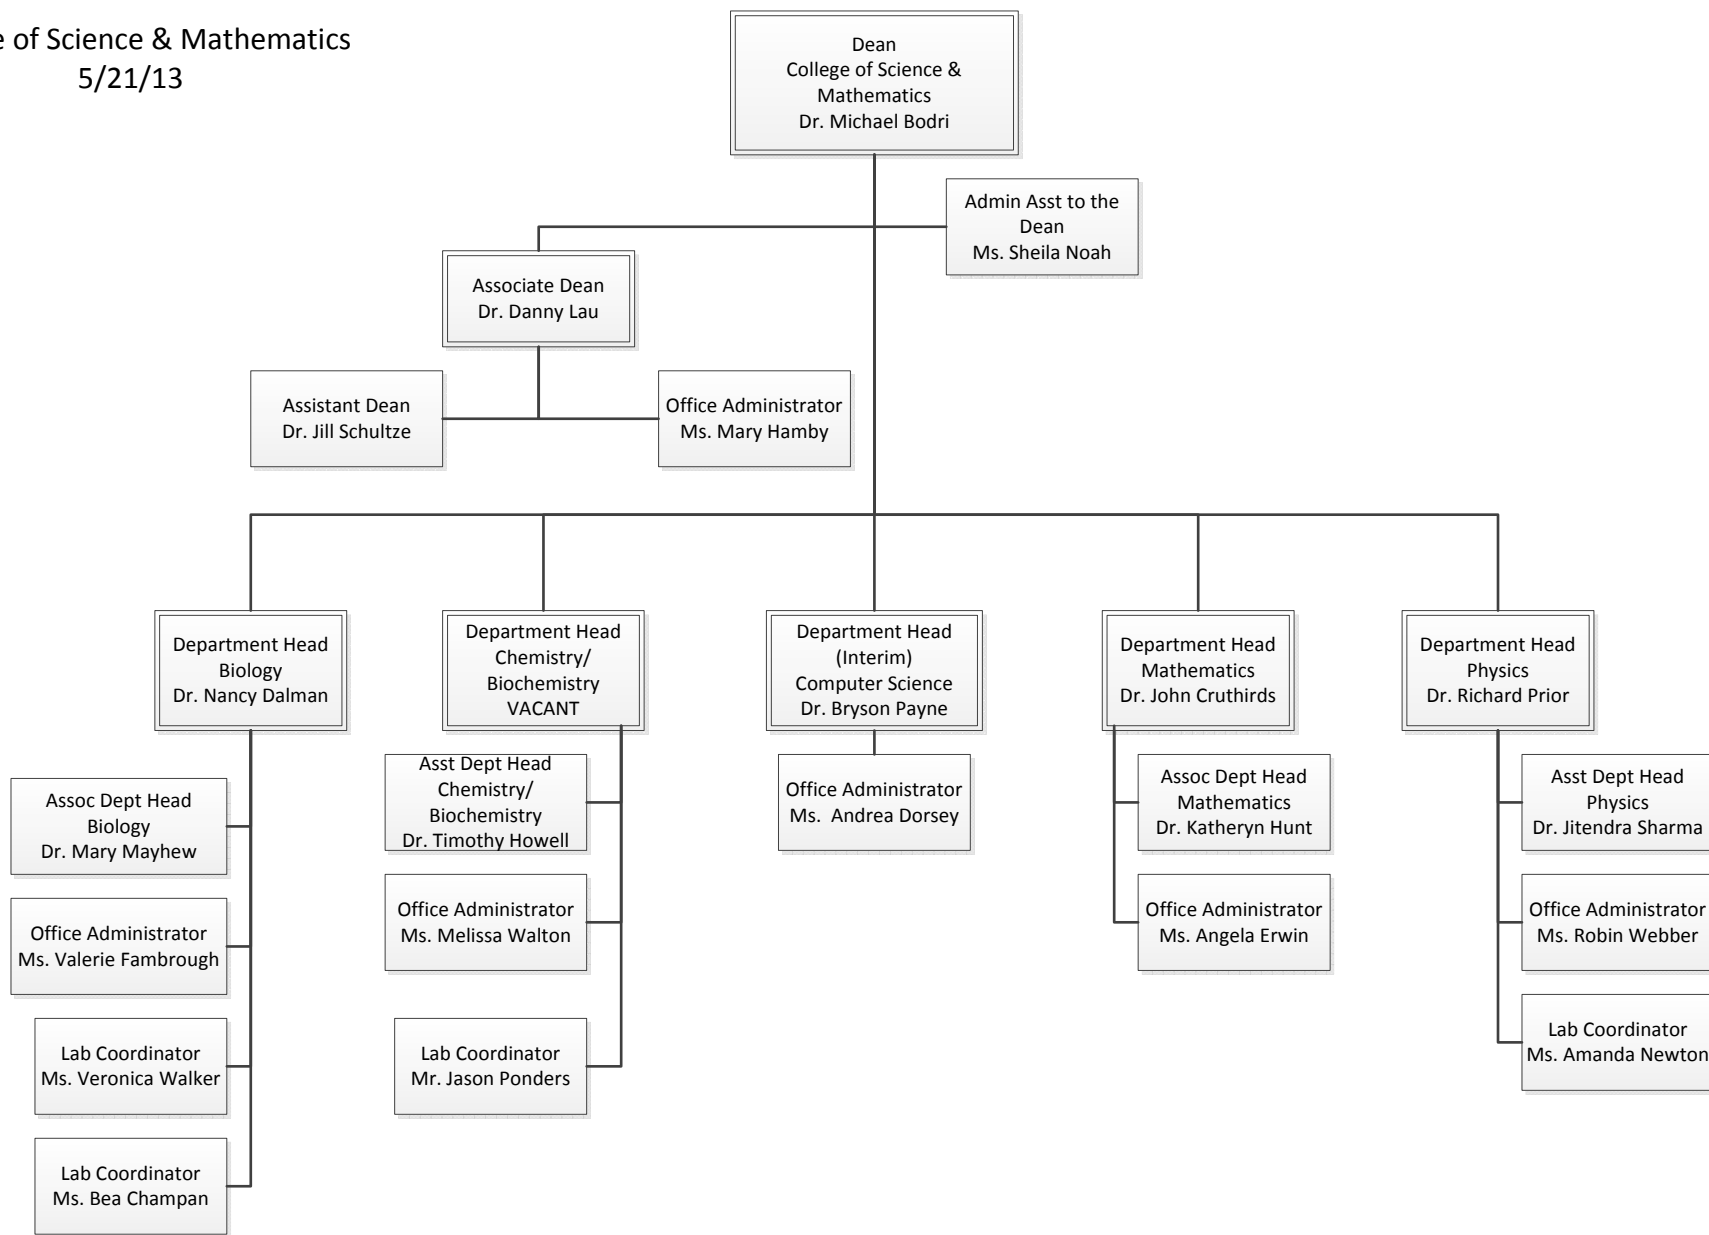 e of Science & Mathematics
5/21/13
Dean
College of Science &
Mathematics
Dr. Michael Bodri
Admin Asst to the
Dean
Ms. Sheila Noah
Associate Dean
Dr. Danny Lau
Assistant Dean
Dr. Jill Schultze
Office Administrator
Ms. Mary Hamby
Department Head
Biology
Dr. Nancy Dalman
Department Head
Chemistry/
Biochemistry
VACANT
Department Head
(Interim)
Computer Science
Dr. Bryson Payne
Department Head
Mathematics
Dr. John Cruthirds
Department Head
Physics
Dr. Richard Prior
Assoc Dept Head
Biology
Dr. Mary Mayhew
Office Administrator
Ms. Valerie Fambrough
Lab Coordinator
Ms. Veronica Walker
Lab Coordinator
Ms. Bea Champan
Asst Dept Head
Chemistry/
Biochemistry
Dr. Timothy Howell
Office Administrator
Ms. Melissa Walton
Lab Coordinator
Mr. Jason Ponders
Office Administrator
Ms. Andrea Dorsey
Assoc Dept Head
Mathematics
Dr. Katheryn Hunt
Office Administrator
Ms. Angela Erwin
Asst Dept Head
Physics
Dr. Jitendra Sharma
Office Administrator
Ms. Robin Webber
Lab Coordinator
Ms. Amanda Newton